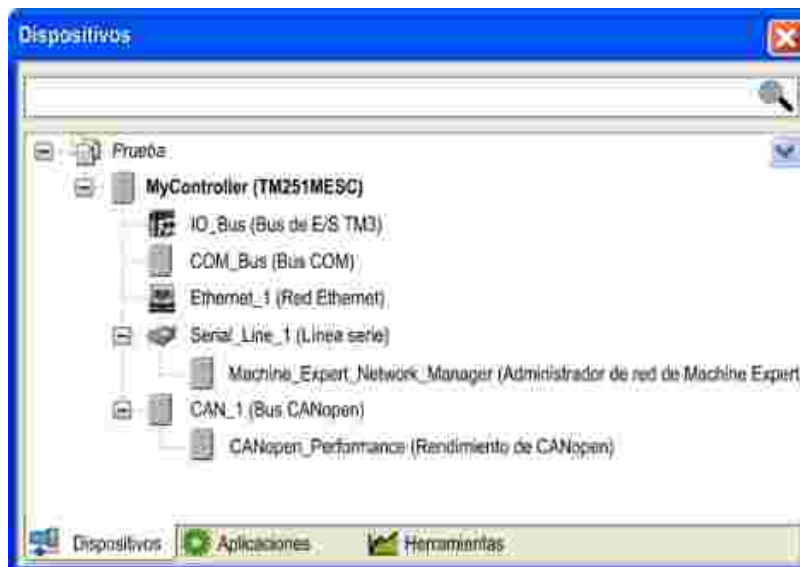 Dispositivos
Prueba
MyController (TM251MESC)
IO_Bus (Bus de E/S TM3)
COM_Bus (Bus COM)
Ethernet_1 (Red Ethernet)
Serial_Line_1 (Línea serie)
Machine_Expert_Network_Manager (Administrador de red de Machine Expert
CAN_1 (Bus CANopen)
CANopen_Performance (Rendimiento de CANopen)
Dispositivos Aplicaciones Herramientas